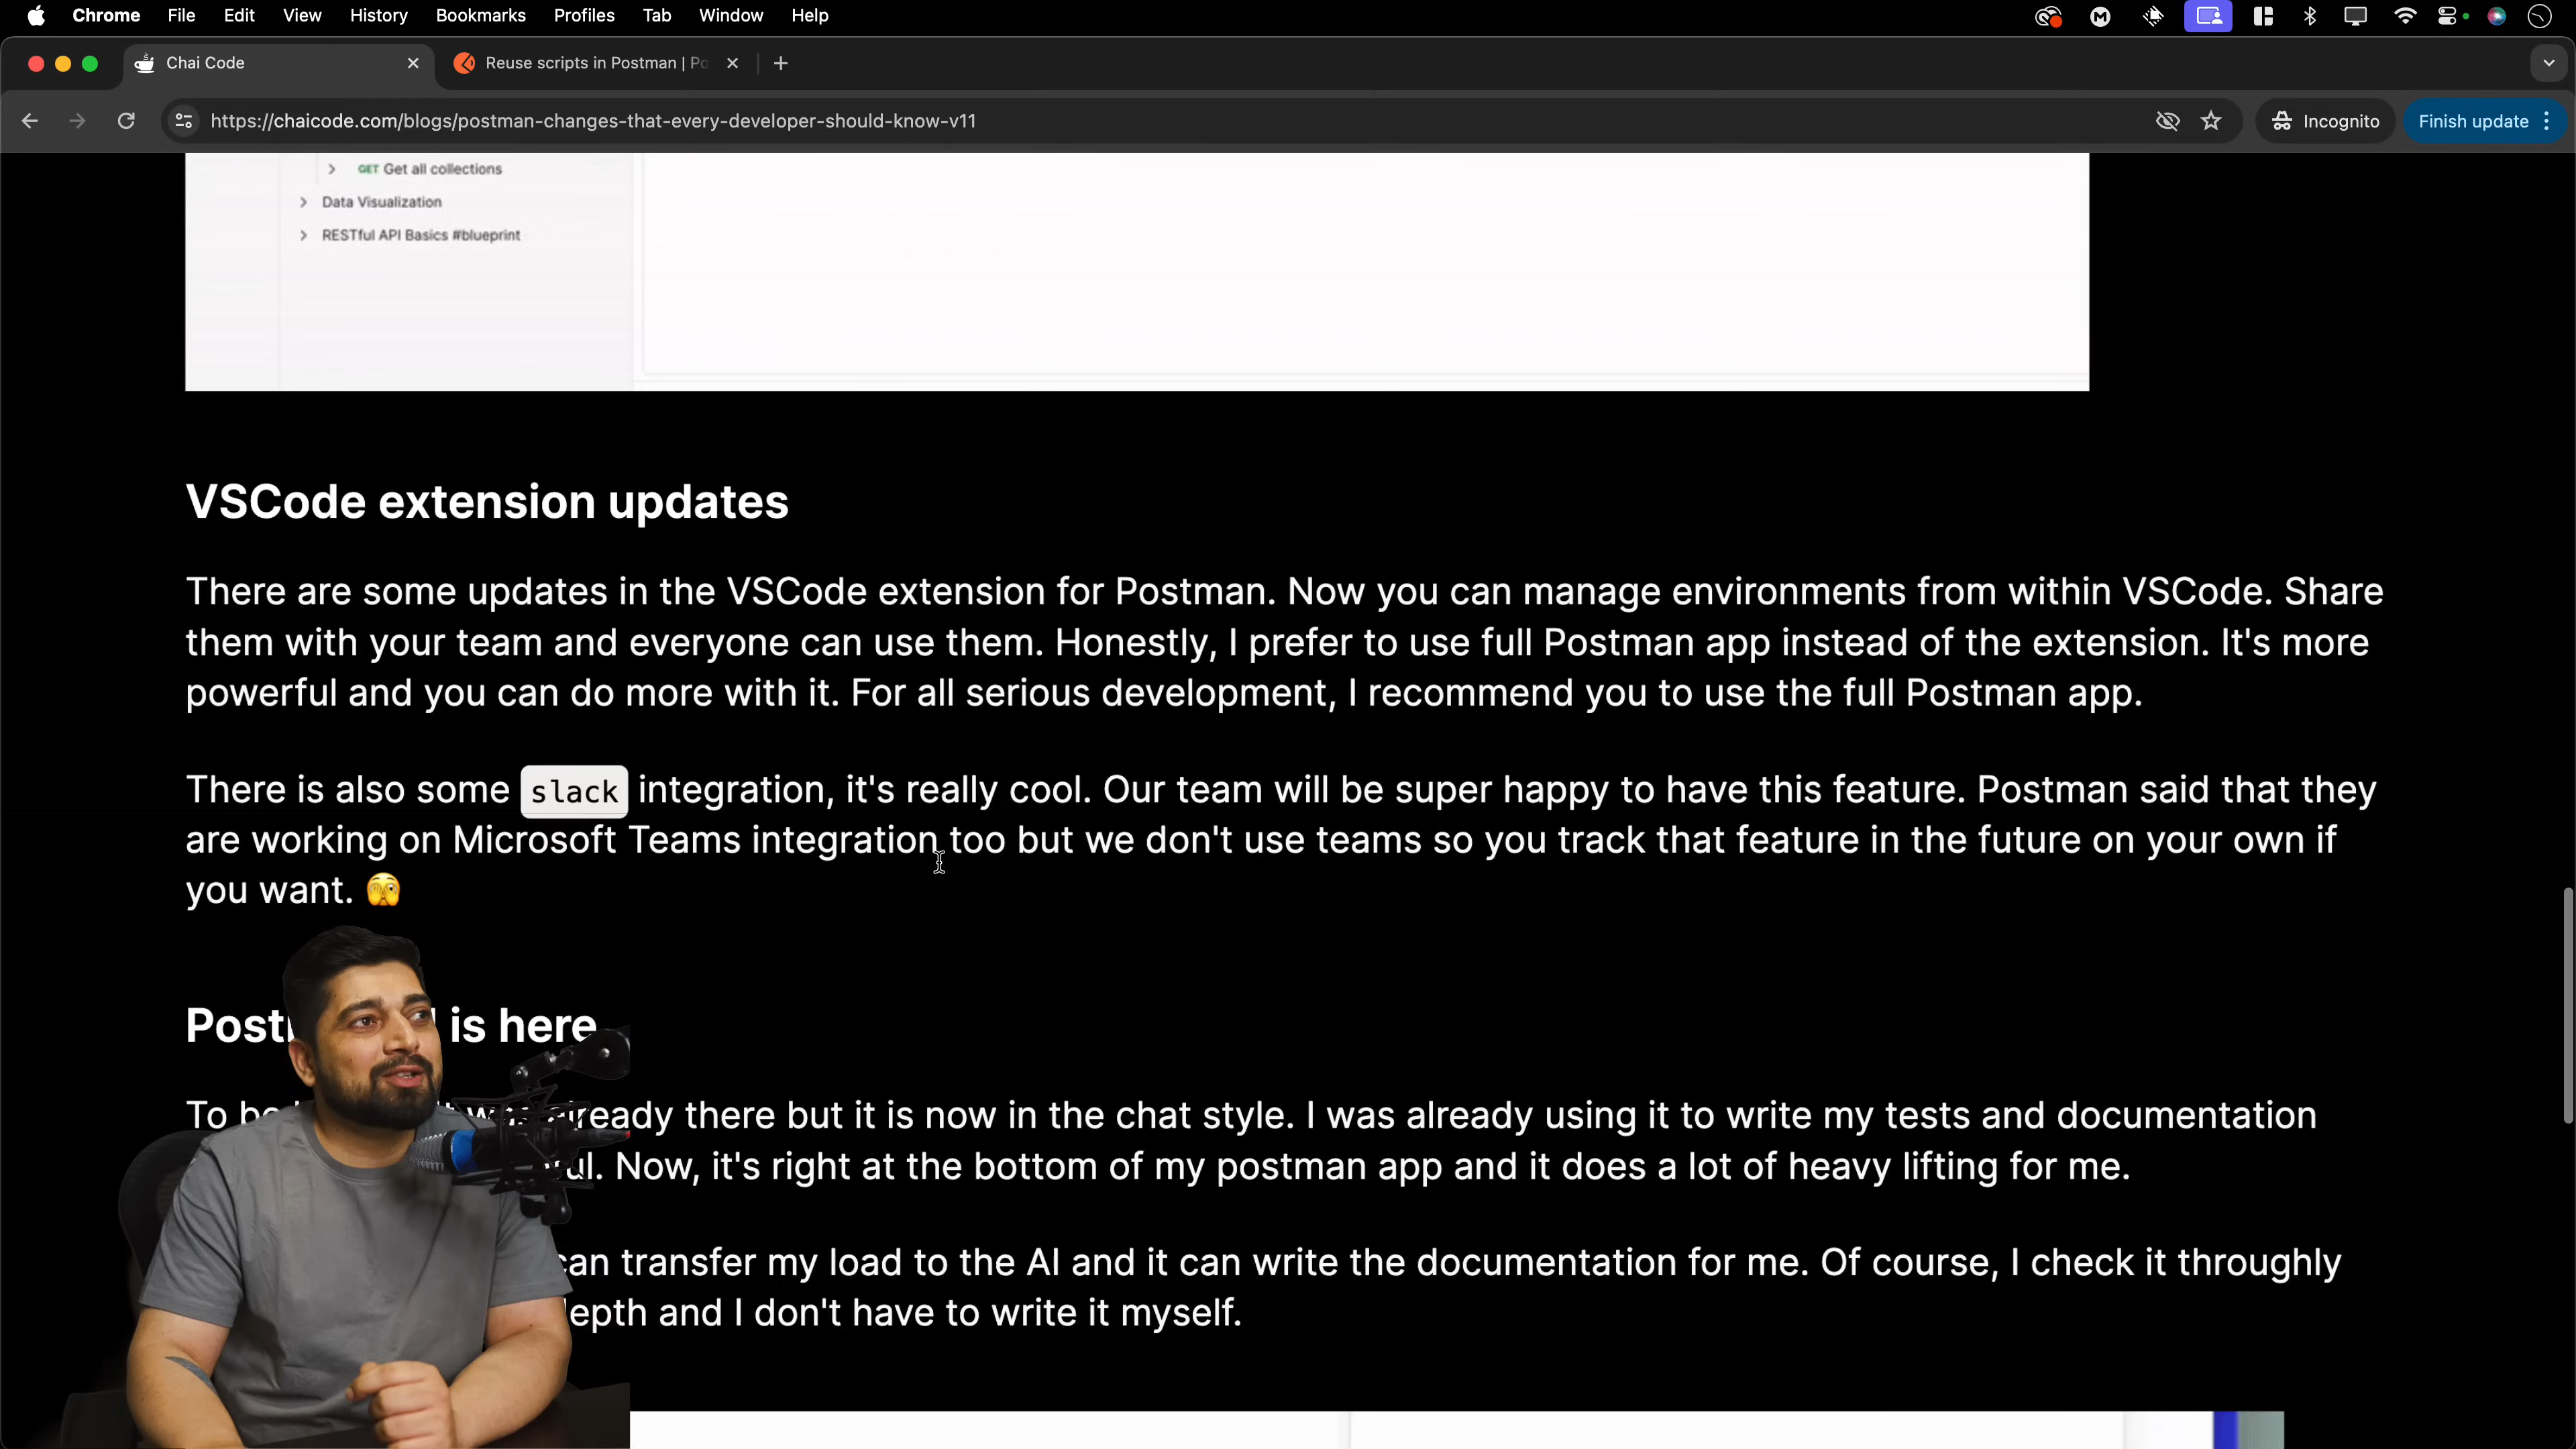 Chrome File Edit View History Bookmarks Profiles Tab Window Help
Chai Code
Reuse scripts in Postman | Po
https://chaicode.com/blogs/postman-changes-that-every-developer-should-know-v11
Incognito
Finish update
GET Get all collections
Data Visualization
RESTful API Basics #blueprint
VSCode extension updates
There are some updates in the VSCode extension for Postman. Now you can manage environments from within VSCode. Share
them with your team and everyone can use them. Honestly, I prefer to use full Postman app instead of the extension. It's more
powerful and you can do more with it. For all serious development, I recommend you to use the full Postman app.
There is also some slack integration, it's really cool. Our team will be super happy to have this feature. Postman said that they
are working on Microsoft Teams integration too but we don't use teams so you track that feature in the future on your own if
you want. 🫣
is here
To already there but it is now in the chat style. I was already using it to write my tests and documentation
Now, it's right at the bottom of my postman app and it does a lot of heavy lifting for me.
can transfer my load to the AI and it can write the documentation for me. Of course, I check it throughly
depth and I don't have to write it myself.